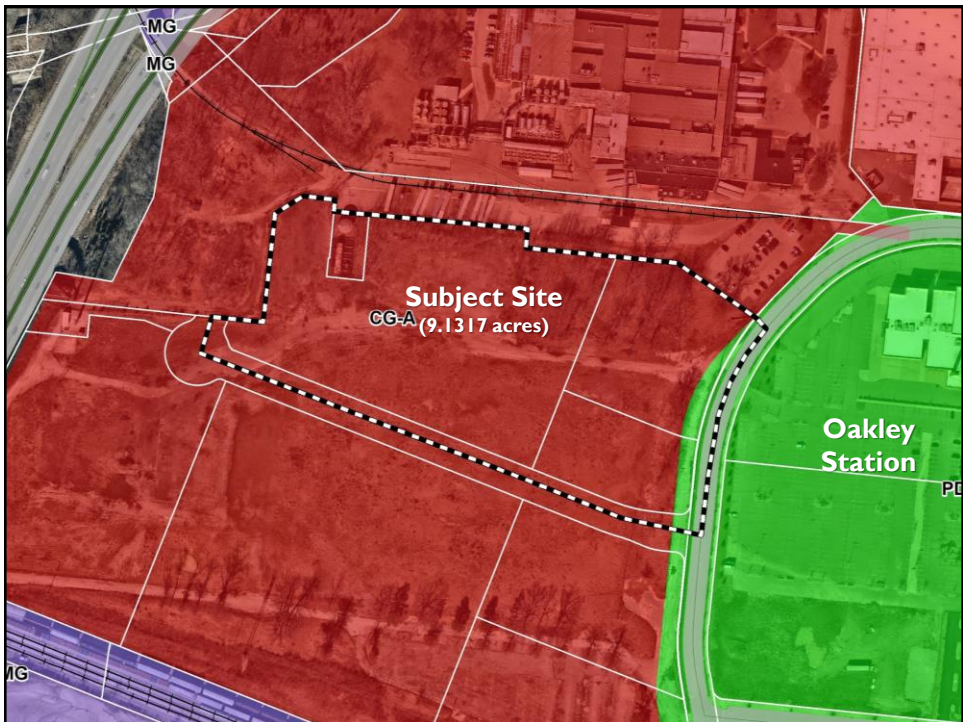 MG
MG
Subject Site
CG-A (9.1317 acres)
Oakley
Station
PD
MG